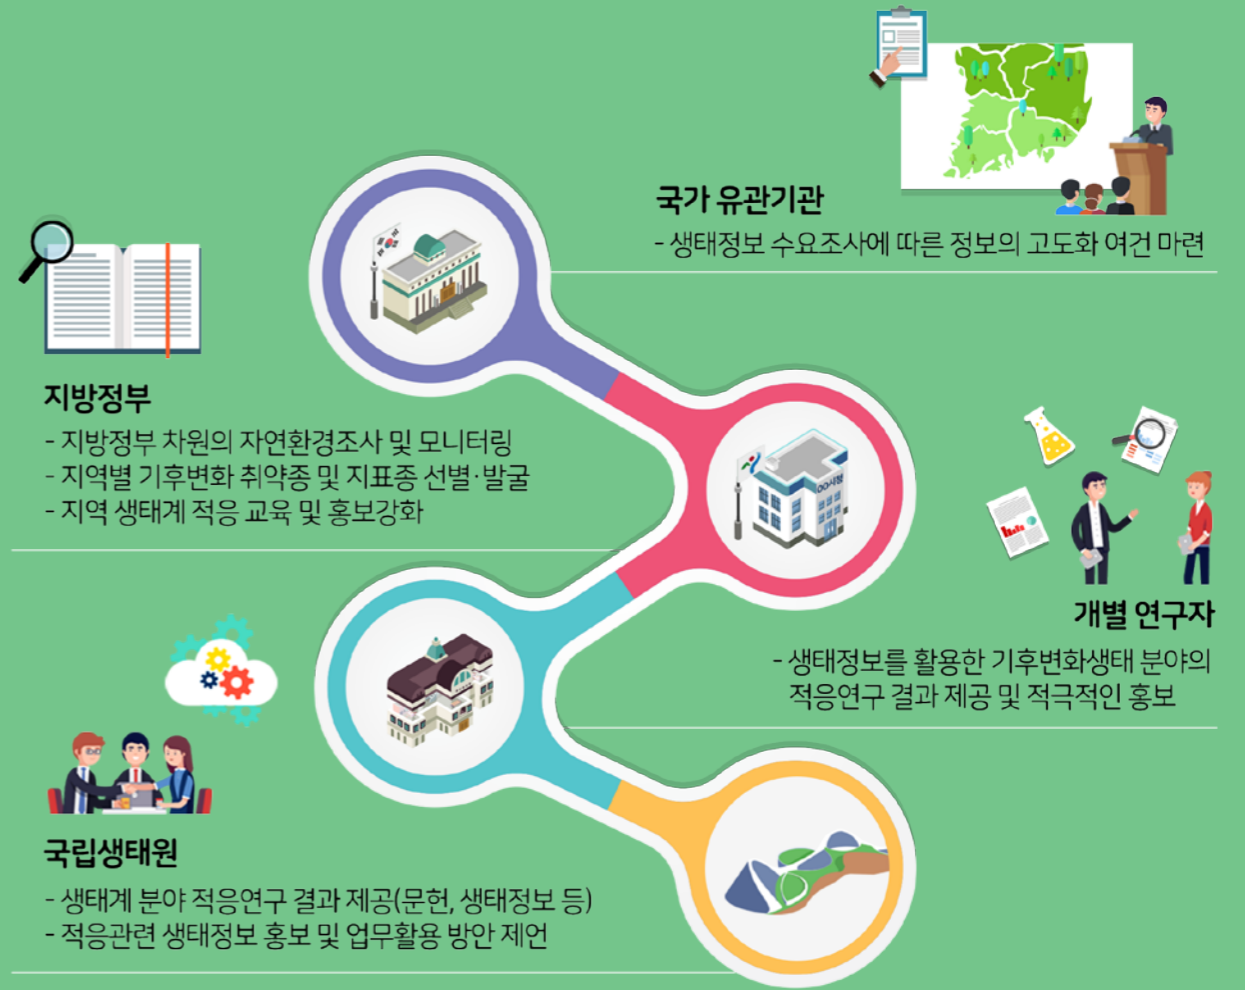 국가 유관기관
- 생태정보 수요조사에 따른 정보의 고도화 여건 마련
지방정부
- 지방정부 차원의 자연환경조사 및 모니터링
- 지역별 기후변화 취약종 및 지표종 선별·발굴
- 지역 생태계 적응 교육 및 홍보강화
OO시청
개별 연구자
- 생태정보를 활용한 기후변화생태 분야의
적응연구 결과 제공 및 적극적인 홍보
국립생태원
- 생태계 분야 적응연구 결과 제공(문헌, 생태정보 등)
- 적응관련 생태정보 홍보 및 업무활용 방안 제언